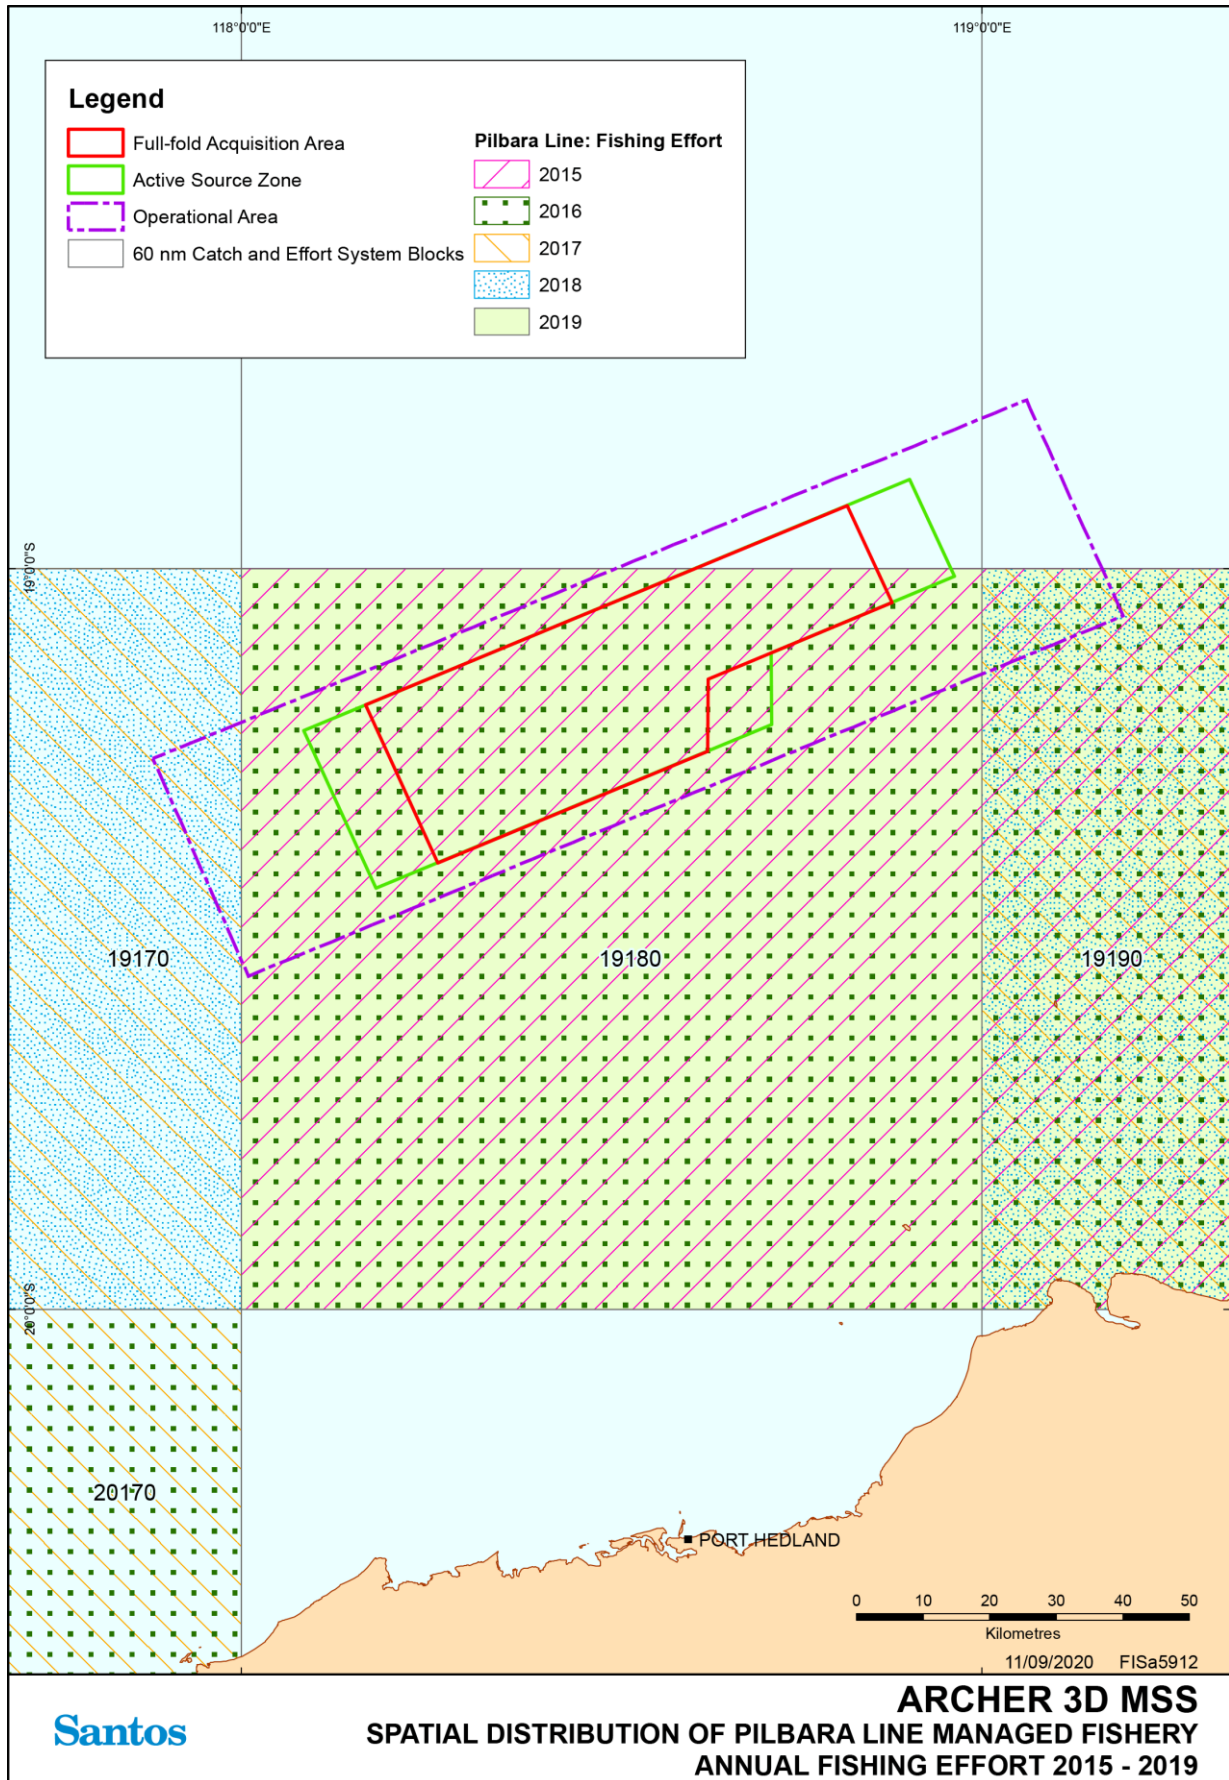 118°0'0"E
119°0'0"E
Legend
Full-fold Acquisition Area
Active Source Zone
Operational Area
60 nm Catch and Effort System Blocks
Pilbara Line: Fishing Effort
2015
2016
2017
2018
2019
19°0'0"S
19170
19180
19190
20°0'0"S
20170
PORT HEDLAND
0 10 20 30 40 50
Kilometres
11/09/2020 FISa5912
Santos
ARCHER 3D MSS
SPATIAL DISTRIBUTION OF PILBARA LINE MANAGED FISHERY
ANNUAL FISHING EFFORT 2015 - 2019